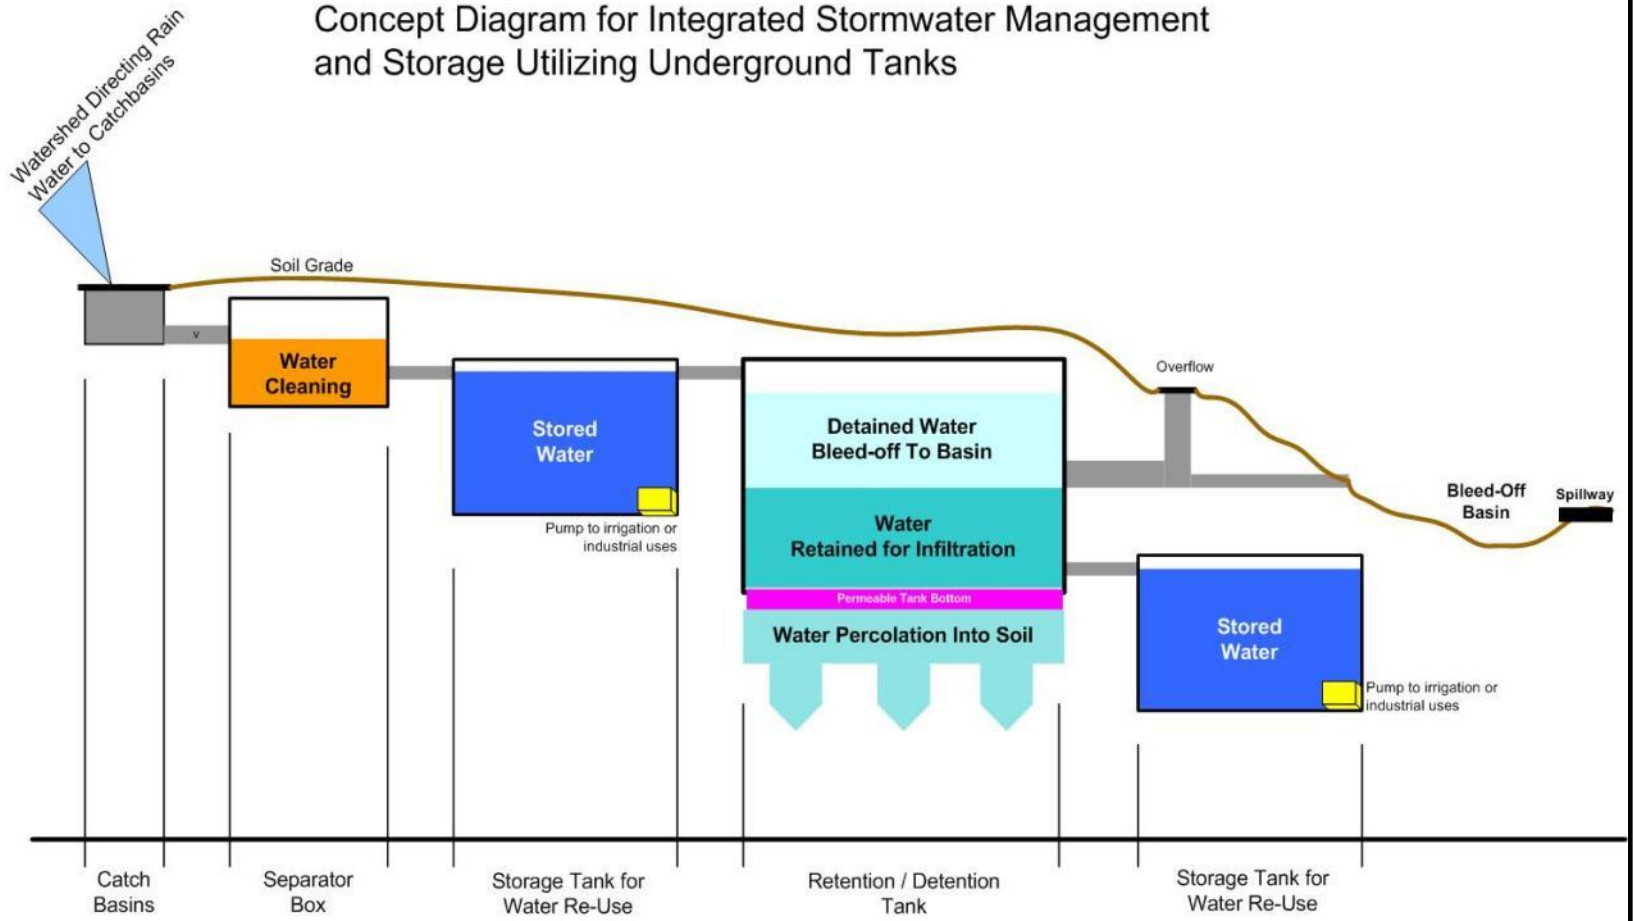 Concept Diagram for Integrated Stormwater Management
and Storage Utilizing Underground Tanks
Watershed Directing Rain
Water to Catchbasins
Soil Grade
v
Water
Cleaning
Stored
Water
Pump to irrigation or
industrial uses
Detained Water
Bleed-off To Basin
Water
Retained for Infiltration
Permeable Tank Bottom
Water Percolation Into Soil
Overflow
Bleed-Off
Basin
Spillway
Stored
Water
Pump to irrigation or
industrial uses
Catch
Basins
Separator
Box
Storage Tank for
Water Re-Use
Retention / Detention
Tank
Storage Tank for
Water Re-Use